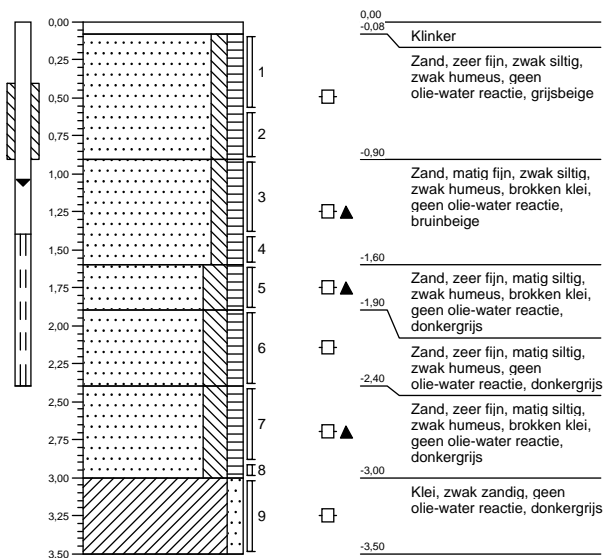 0,00
0,25
0,50
0,75
1,00
1,25
1,50
1,75
2,00
2,25
2,50
2,75
3,00
3,25
3,50
1
2
3
4
5
6
7
8
9
0,00
-0,08
Klinker
Zand, zeer fijn, zwak siltig,
zwak humeus, geen
olie-water reactie, grijsbeige
-0,90
Zand, matig fijn, zwak siltig,
zwak humeus, brokken klei,
geen olie-water reactie,
bruinbeige
-1,60
Zand, zeer fijn, matig siltig,
zwak humeus, brokken klei,
geen olie-water reactie,
donkergrijs
-1,90
Zand, zeer fijn, matig siltig,
zwak humeus, geen
olie-water reactie, donkergrijs
-2,40
Zand, zeer fijn, matig siltig,
zwak humeus, brokken klei,
geen olie-water reactie,
donkergrijs
-3,00
Klei, zwak zandig, geen
olie-water reactie, donkergrijs
-3,50